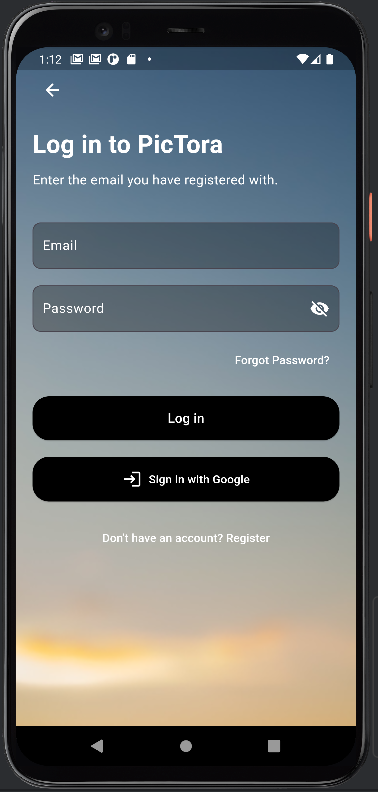 1:12
Log in to PicTora
Enter the email you have registered with.
Email
Password
Forgot Password?
Log in
Sign in with Google
Don't have an account? Register